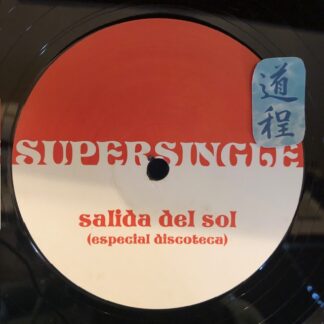 道
程
SUPERSINGLE
salida del sol
(especial discoteca)